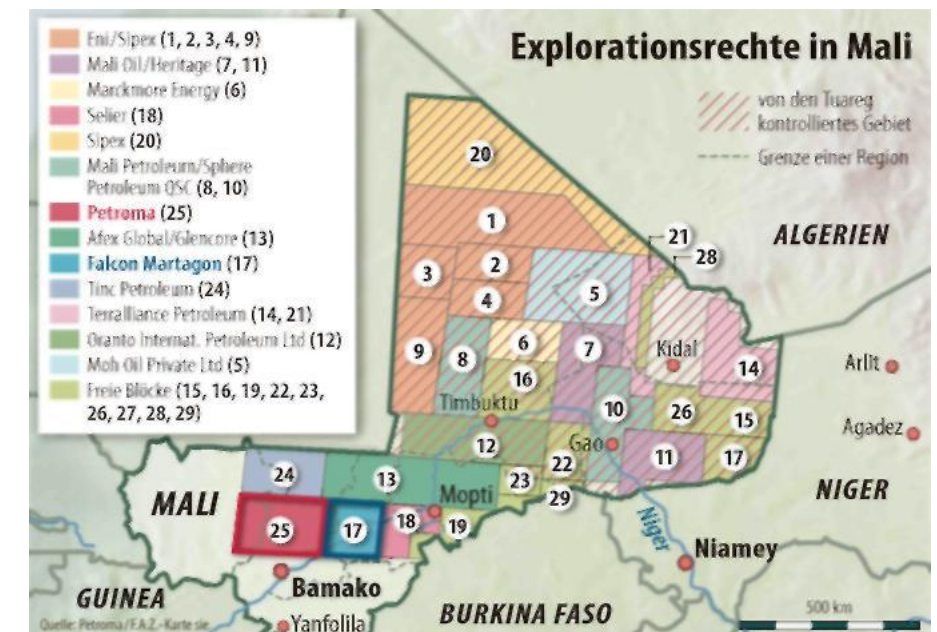 Eni/Sipex (1, 2, 3, 4, 9)
Mali Oil/Heritage (7, 11)
Marckmore Energy (6)
Selier (18)
Sipex (20)
Mali Petroleum/Sphere
Petroleum QSC (8, 10)
Petroma (25)
Afex Global/Glencore (13)
Falcon Martagon (17)
Tinc Petroleum (24)
Terralliance Petroleum (14, 21)
Oranto Internat. Petroleum Ltd (12)
Moh Oil Private Ltd (5)
Freie Blöcke (15, 16, 19, 22, 23,
26, 27, 28, 29)
Explorationsrechte in Mali
von den Tuareg
kontrolliertes Gebiet
Grenze einer Region
20
1
21
ALGERIEN
2
28
3
5
4
6
7
Kidal
9
8
14
Arlit
16
Timbuktu
10
26
15
Agadez
12
Gao
22
11
17
24
13
23
MALI
Mopti
29
NIGER
18
19
25
17
Niger
Niamey
Bamako
GUINEA
BURKINA FASO
500 km
Quelle: Petroma/F.A.Z.-Karte sie
Yanfolila